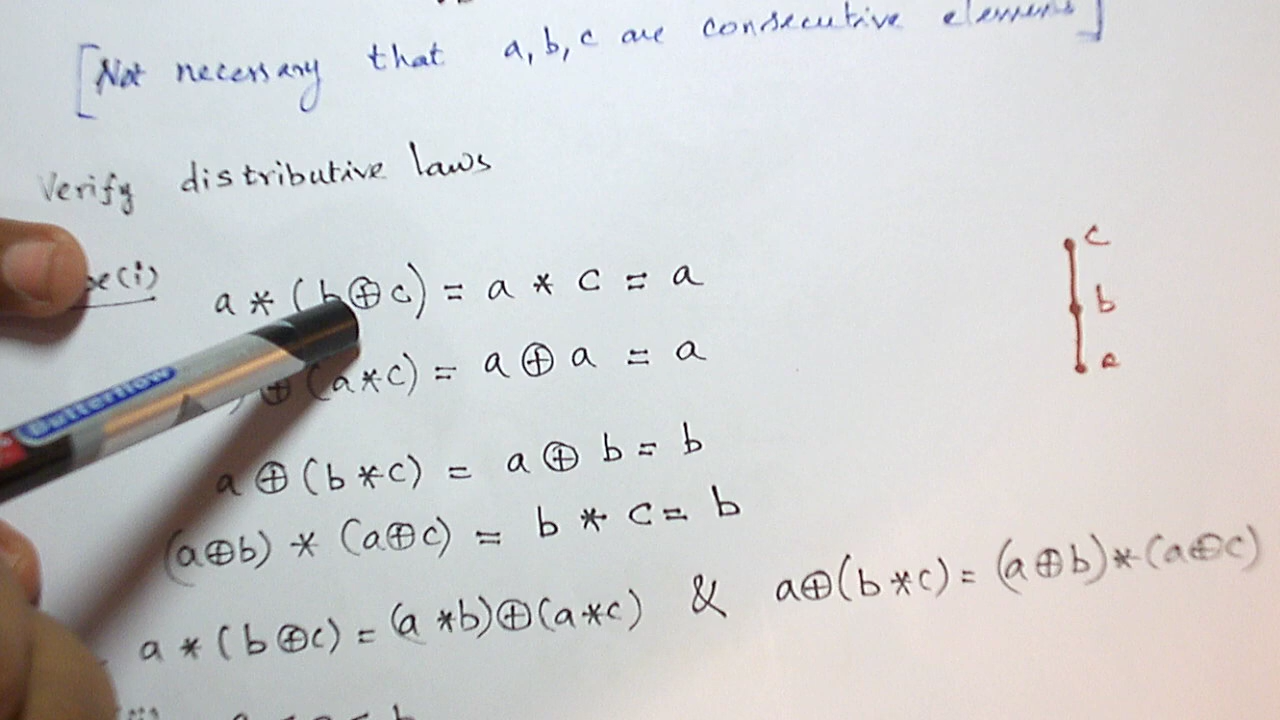 [Not necessary that a, b, c are consecutive elements]
Verify distributive laws
(i)
a * (b ⊕ c) = a * c = a
⊕ (a * c) = a ⊕ a = a
a ⊕ (b * c) = a ⊕ b = b
(a ⊕ b) * (a ⊕ c) = b * c = b
a * (b ⊕ c) = (a * b) ⊕ (a * c) & a ⊕ (b * c) = (a ⊕ b) * (a ⊕ c)
c
b
a
Butterflow